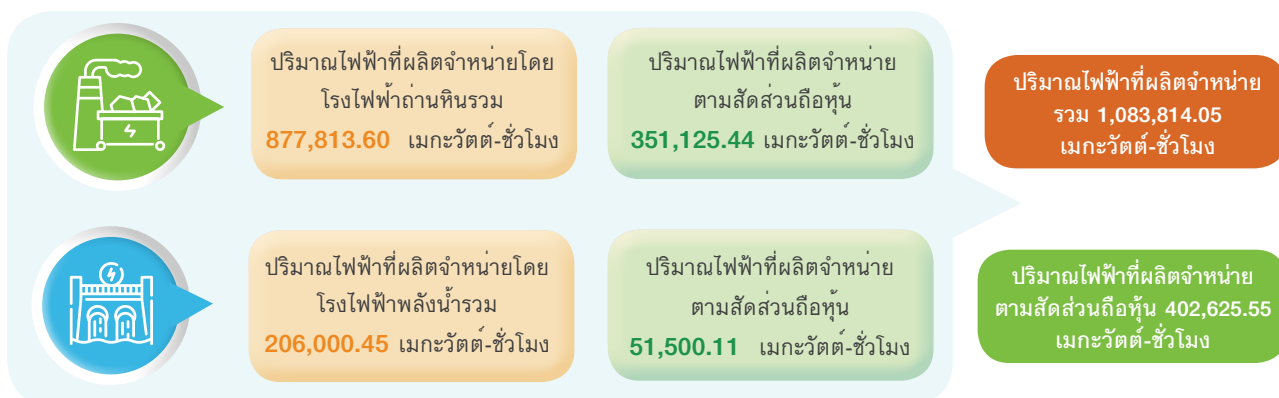 ปริมาณไฟฟ้าที่ผลิตจำหน่ายโดย
โรงไฟฟ้าถ่านหินรวม
877,813.60 เมกะวัตต์-ชั่วโมง
ปริมาณไฟฟ้าที่ผลิตจำหน่าย
ตามสัดส่วนถือหุ้น
351,125.44 เมกะวัตต์-ชั่วโมง
ปริมาณไฟฟ้าที่ผลิตจำหน่าย
รวม 1,083,814.05
เมกะวัตต์-ชั่วโมง
ปริมาณไฟฟ้าที่ผลิตจำหน่ายโดย
โรงไฟฟ้าพลังน้ำรวม
206,000.45 เมกะวัตต์-ชั่วโมง
ปริมาณไฟฟ้าที่ผลิตจำหน่าย
ตามสัดส่วนถือหุ้น
51,500.11 เมกะวัตต์-ชั่วโมง
ปริมาณไฟฟ้าที่ผลิตจำหน่าย
ตามสัดส่วนถือหุ้น 402,625.55
เมกะวัตต์-ชั่วโมง